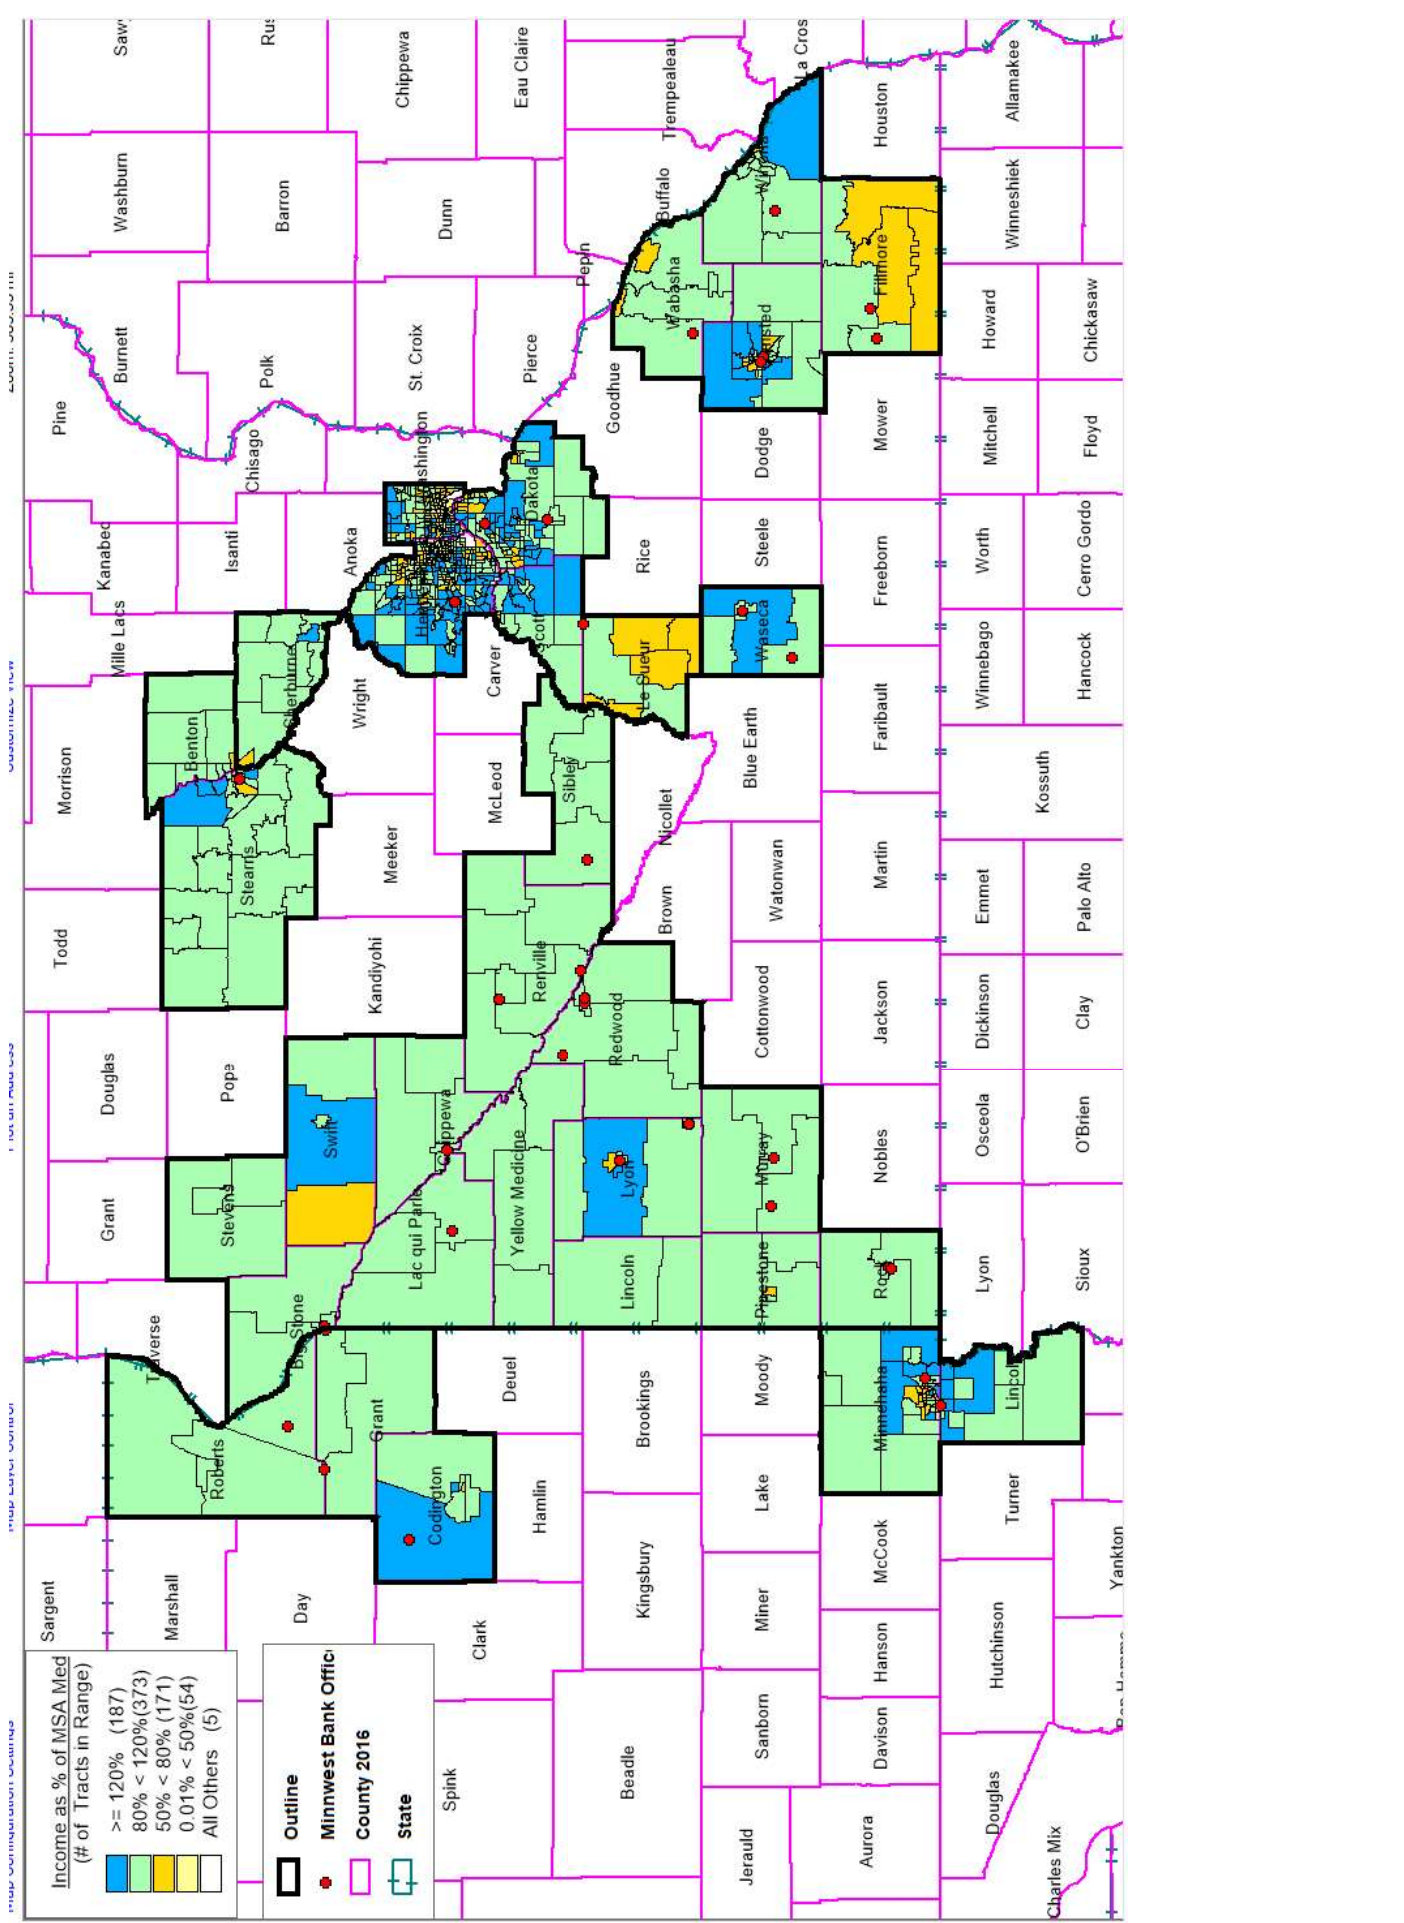 Income as % of MSA Med
(# of Tracts in Range)
>= 120% (187)
80% < 120%(373)
50% < 80% (171)
0.01% < 50%(54)
All Others (5)
Outline
Minnwest Bank Offic
County 2016
State
Sargent
Marshall
Day
Clark
Spink
Beadle
Jerauld
Aurora
Sanborn
Davison
Hanson
Miner
Kingsbury
McCook
Hutchinson
Douglas
Charles Mix
Yankton
Turner
Lake
Hamlin
Codington
Roberts
Grant
Deuel
Brookings
Moody
Minnehaha
Lincoln
Traverse
Big Stone
Grant
Stevens
Douglas
Pope
Swift
Chippewa
Lac qui Parle
Yellow Medicine
Lincoln
Lyon
Pipestone
Murray
Rock
Nobles
Lyon
Sioux
Osceola
O'Brien
Todd
Morrison
Stearns
Benton
Kandiyohi
Meeker
Renville
Redwood
Brown
Cottonwood
Jackson
Dickinson
Clay
Watonwan
Martin
Emmet
Palo Alto
Kossuth
Mille Lacs
Kanabec
Isanti
Sherburne
Wright
Anoka
Hennepin
Carver
McLeod
Sibley
Nicollet
Scott
Le Sueur
Blue Earth
Faribault
Winnebago
Hancock
Waseca
Rice
Steele
Freeborn
Worth
Cerro Gordo
Pine
Chisago
Washington
Dakota
Goodhue
Dodge
Mower
Mitchell
Floyd
Burnett
Polk
St. Croix
Pierce
Pepin
Wabasha
Olmsted
Fillmore
Howard
Chickasaw
Washburn
Barron
Dunn
Buffalo
Winona
Houston
Winneshiek
Allamakee
Saw
Rus
Chippewa
Eau Claire
Trempealeau
La Cros